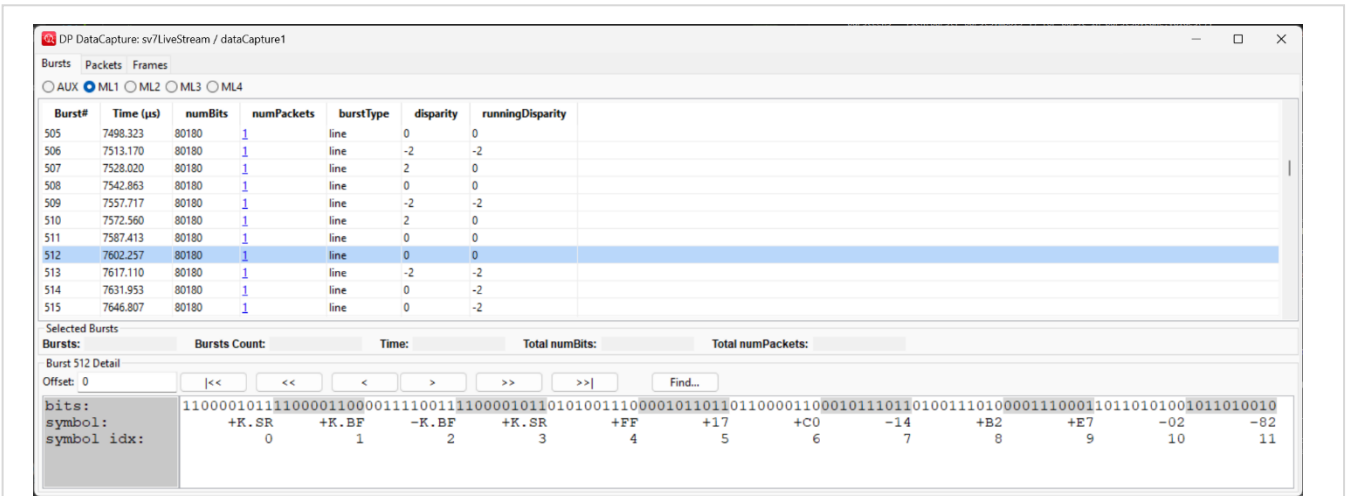 DP DataCapture: sv7LiveStream / dataCapture1
Bursts Packets Frames
AUX ML1 ML2 ML3 ML4
Burst# Time (µs) numBits numPackets burstType disparity runningDisparity
505 7498.323 80180 1 line 0 0
506 7513.170 80180 1 line -2 -2
507 7528.020 80180 1 line 2 0
508 7542.863 80180 1 line 0 0
509 7557.717 80180 1 line -2 -2
510 7572.560 80180 1 line 2 0
511 7587.413 80180 1 line 0 0
512 7602.257 80180 1 line 0 0
513 7617.110 80180 1 line -2 -2
514 7631.953 80180 1 line 0 -2
515 7646.807 80180 1 line 0 -2
Selected Bursts
Bursts: Bursts Count: Time: Total numBits: Total numPackets:
Burst 512 Detail
Offset: 0 |<< << < > >> >>| Find...
bits: 110000101111000011000011110011110000101101010011100001011011011000011000101110110100111010000111000110110101001011010010
symbol: +K.SR +K.BF -K.BF +K.SR +FF +17 +C0 -14 +B2 +E7 -02 -82
symbol idx: 0 1 2 3 4 5 6 7 8 9 10 11